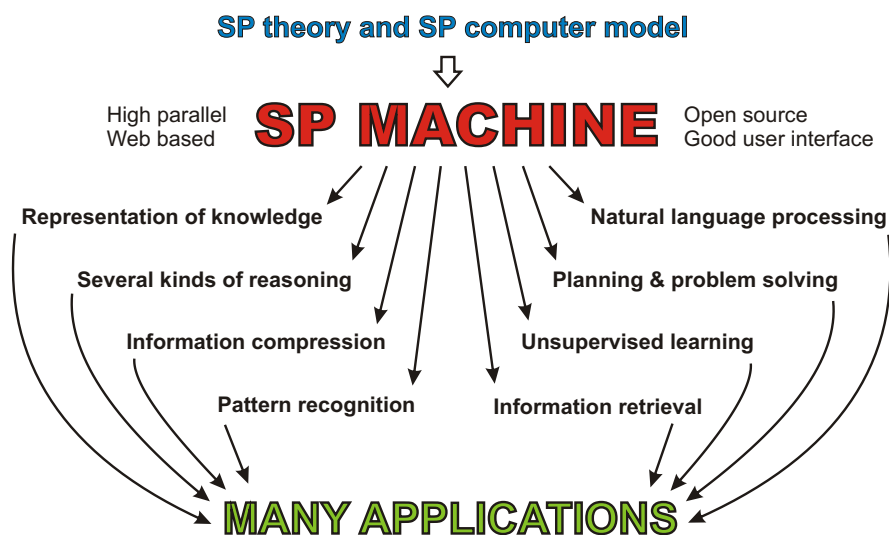 SP theory and SP computer model
High parallel
Web based
SP MACHINE
Open source
Good user interface
Representation of knowledge
Natural language processing
Several kinds of reasoning
Planning & problem solving
Information compression
Unsupervised learning
Pattern recognition
Information retrieval
MANY APPLICATIONS